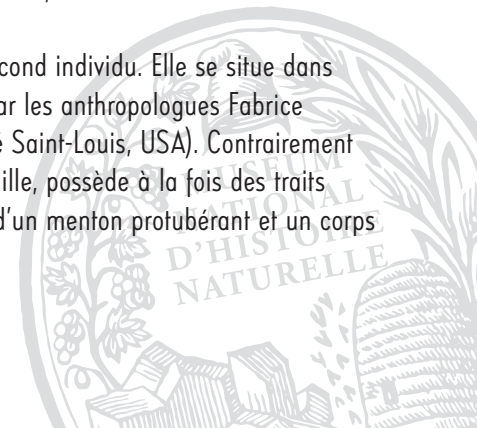 cond individu. Elle se situe dans
ar les anthropologues Fabrice
é Saint-Louis, USA). Contrairement
ille, possède à la fois des traits
d'un menton protubérant et un corps
MUSEUM
NATIONAL
D'HISTOIRE
NATURELLE